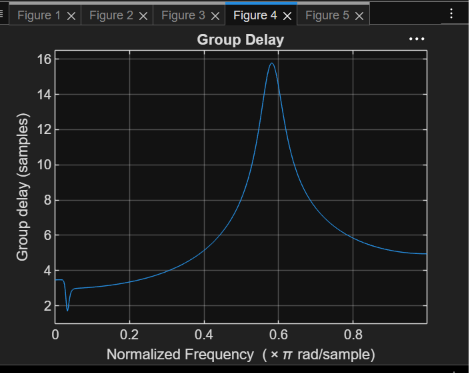 Figure 1 × Figure 2 × Figure 3 × Figure 4 × Figure 5 ×
Group Delay
16
14
12
10
8
6
4
2
Group delay (samples)
0 0.2 0.4 0.6 0.8
Normalized Frequency (×π rad/sample)